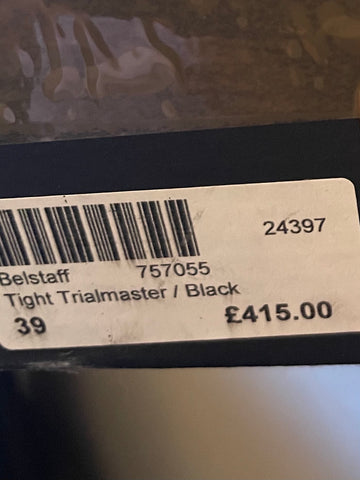 24397
Belstaff 757055
Tight Trialmaster / Black
39 £415.00